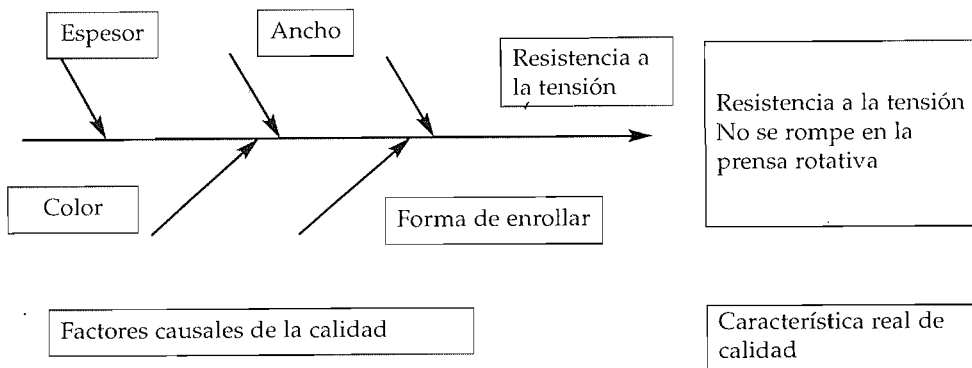 Espesor
Ancho
Resistencia a
la tensión
Resistencia a la tensión
No se rompe en la
prensa rotativa
Color
Forma de enrollar
Factores causales de la calidad
Característica real de
calidad